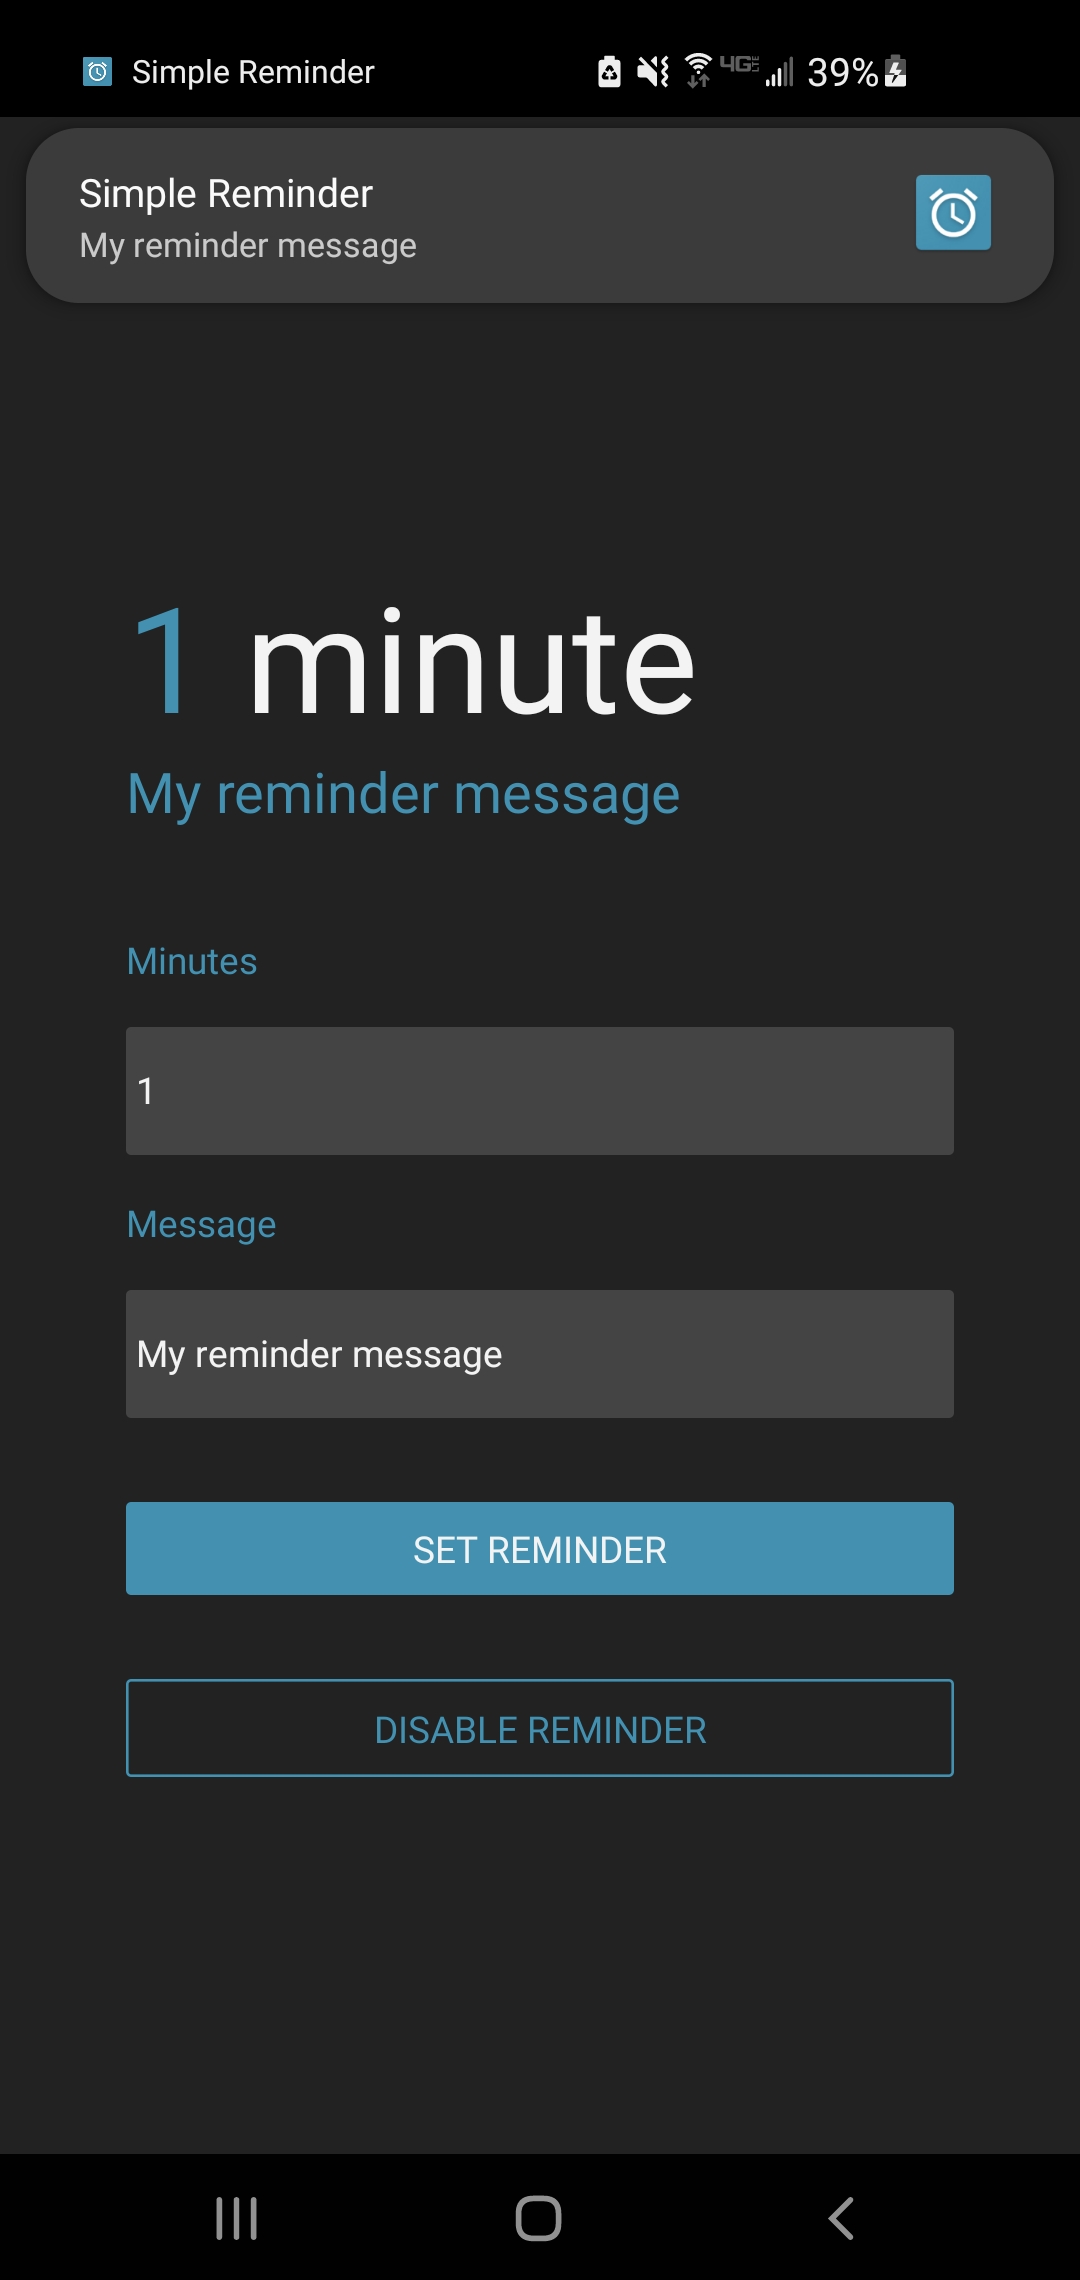 Simple Reminder 4G LTE 39%
Simple Reminder
My reminder message
1 minute
My reminder message
Minutes
1
Message
My reminder message
SET REMINDER
DISABLE REMINDER